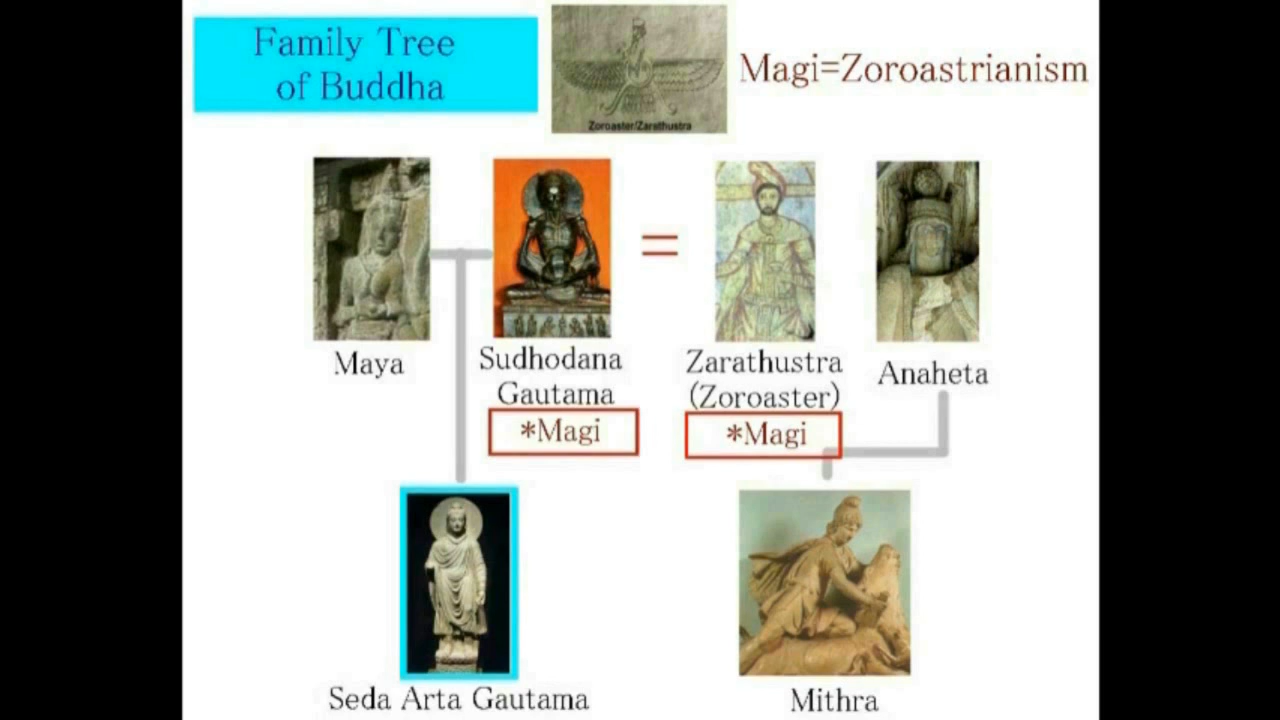 Family Tree
of Buddha
Zoroaster/Zarathustra
Magi=Zoroastrianism
Maya
Sudhodana
Gautama
*Magi
Zarathustra
(Zoroaster)
*Magi
Anaheta
Seda Arta Gautama
Mithra